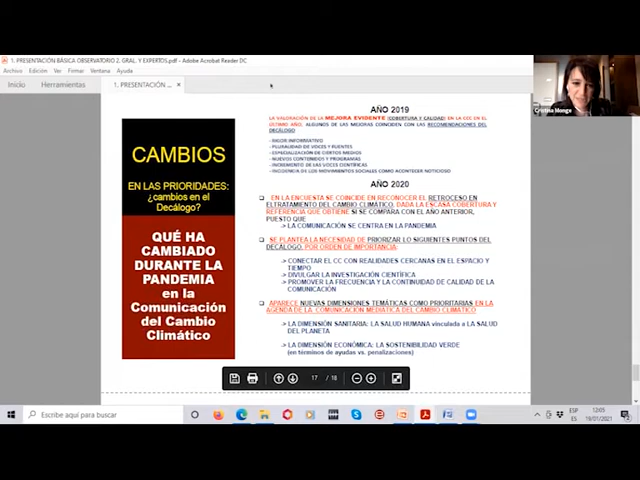 1. PRESENTACIÓN BÁSICA OBSERVATORIO 2. GRAL. Y EXPERTOS.pdf - Adobe Acrobat Reader DC
Archivo Edición Ver Firmar Ventana Ayuda
Inicio Herramientas 1. PRESENTACIÓN ... ×
Cristina Monge
CAMBIOS
EN LAS PRIORIDADES:
¿cambios en el
Decálogo?
QUÉ HA
CAMBIADO
DURANTE LA
PANDEMIA
en la
Comunicación
del Cambio
Climático
AÑO 2019
LA VALORACIÓN DE LA MEJORA EVIDENTE (COBERTURA Y CALIDAD) EN LA CCC EN EL
ÚLTIMO AÑO. ALGUNOS DE LAS MEJORAS COINCIDEN CON LAS RECOMENDACIONES DEL
DECÁLOGO
- VALOR INFORMATIVO
- PLURALIDAD DE VOCES Y FUENTES
- ESPECIALIZACIÓN DE CIERTOS MEDIOS
- NUEVOS CONTENIDOS Y PROGRAMAS
- INCREMENTO DE LAS VOCES CIENTÍFICAS
- INCIDENCIA DE LOS MOVIMIENTOS SOCIALES COMO ACONTECER NOTICIOSO
AÑO 2020
EN LA ENCUESTA SE COINCIDE EN RECONOCER EL RETROCESO EN
EL TRATAMIENTO DEL CAMBIO CLIMÁTICO, DADA LA ESCASA COBERTURA Y
REFERENCIA QUE OBTIENE SI SE COMPARA CON EL AÑO ANTERIOR,
PUESTO QUE
-> LA COMUNICACIÓN SE CENTRA EN LA PANDEMIA
SE PLANTEA LA NECESIDAD DE PRIORIZAR LO SIGUIENTES PUNTOS DEL
DECÁLOGO, POR ORDEN DE IMPORTANCIA:
-> CONECTAR EL CC CON REALIDADES CERCANAS EN EL ESPACIO Y
TIEMPO
-> DIVULGAR LA INVESTIGACIÓN CIENTÍFICA
-> PROMOVER LA FRECUENCIA Y LA CONTINUIDAD DE CALIDAD DE LA
COMUNICACIÓN
APARECE NUEVAS DIMENSIONES TEMÁTICAS COMO PRIORITARIAS EN LA
AGENDA DE LA COMUNICACIÓN MEDIÁTICA DEL CAMBIO CLIMÁTICO
-> LA DIMENSIÓN SANITARIA: LA SALUD HUMANA vinculada a LA SALUD
DEL PLANETA
-> LA DIMENSIÓN ECONÓMICA: LA SOSTENIBILIDAD VERDE
(en términos de ayudas vs. penalizaciones)
17 / 18
Escribe aquí para buscar
ESP
ES
12:05
18/01/2021